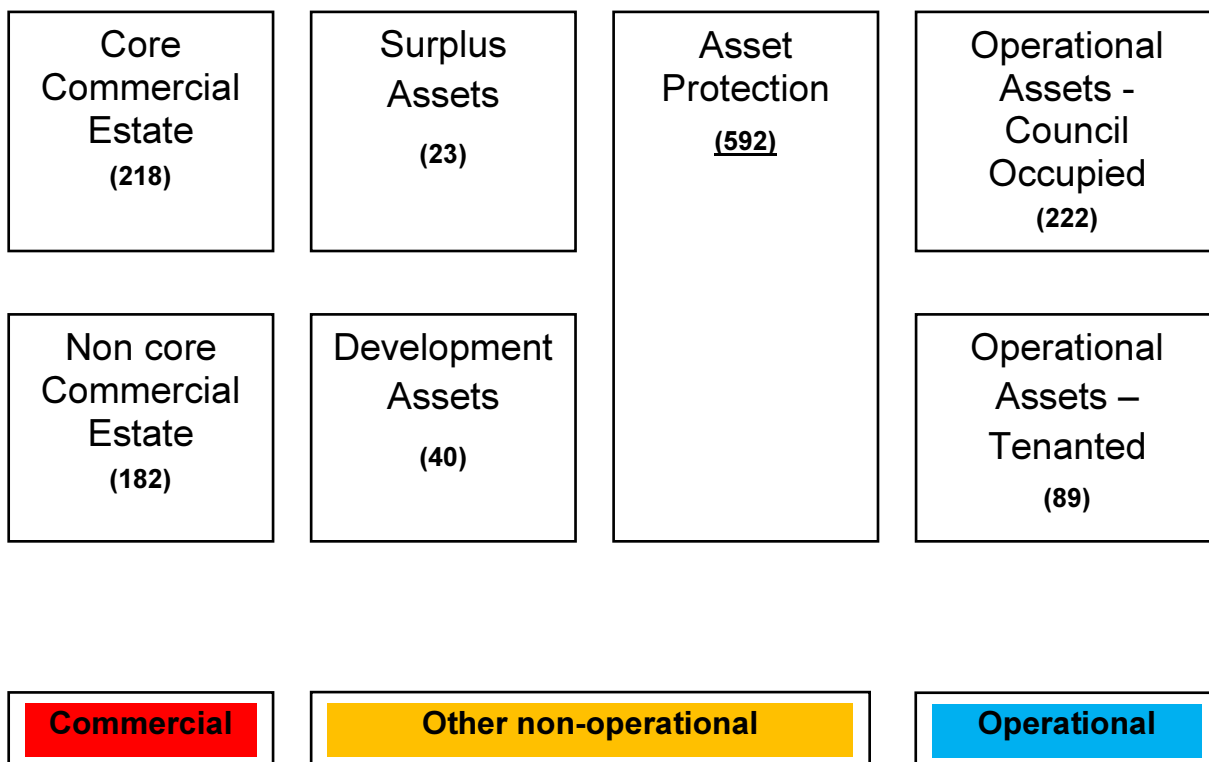 Core
Commercial
Estate
(218)
Surplus
Assets
(23)
Asset
Protection
(592)
Operational
Assets -
Council
Occupied
(222)
Non core
Commercial
Estate
(182)
Development
Assets
(40)
Operational
Assets –
Tenanted
(89)
Commercial
Other non-operational
Operational